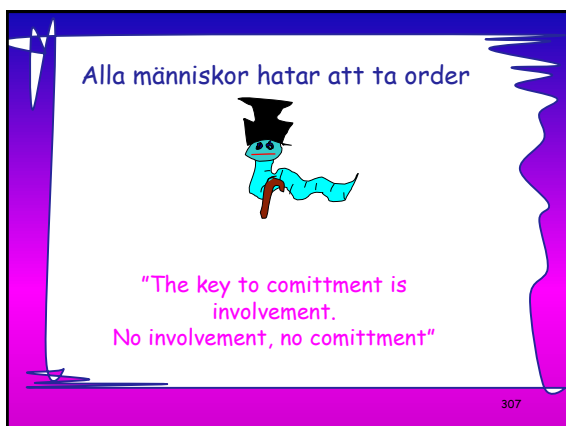 Alla människor hatar att ta order
"The key to comittment is
involvement.
No involvement, no comittment"
307